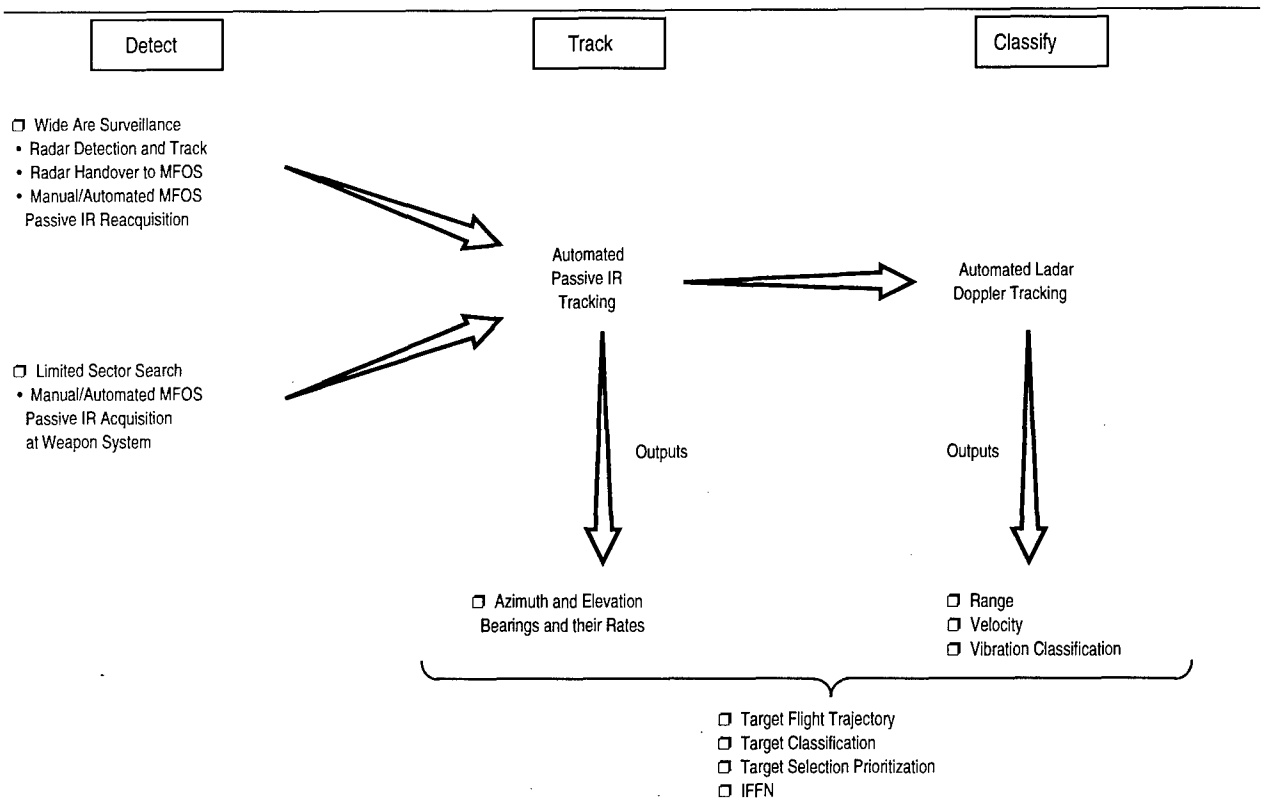 Detect
Track
Classify
❒ Wide Are Surveillance
• Radar Detection and Track
• Radar Handover to MFOS
• Manual/Automated MFOS
Passive IR Reacquisition
❒ Limited Sector Search
• Manual/Automated MFOS
Passive IR Acquisition
at Weapon System
Automated
Passive IR
Tracking
Automated Ladar
Doppler Tracking
Outputs
Outputs
❒ Azimuth and Elevation
Bearings and their Rates
❒ Range
❒ Velocity
❒ Vibration Classification
❒ Target Flight Trajectory
❒ Target Classification
❒ Target Selection Prioritization
❒ IFFN